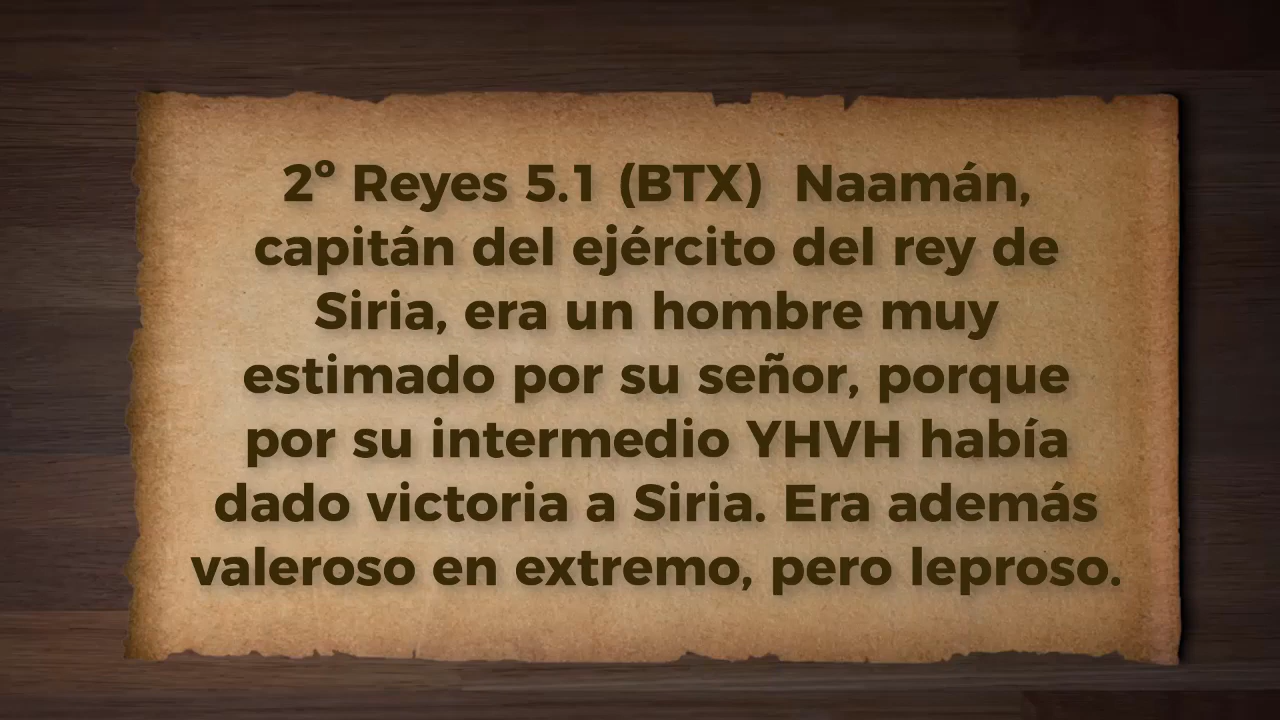 2º Reyes 5.1 (BTX) Naamán,
capitán del ejército del rey de
Siria, era un hombre muy
estimado por su señor, porque
por su intermedio YHVH había
dado victoria a Siria. Era además
valeroso en extremo, pero leproso.